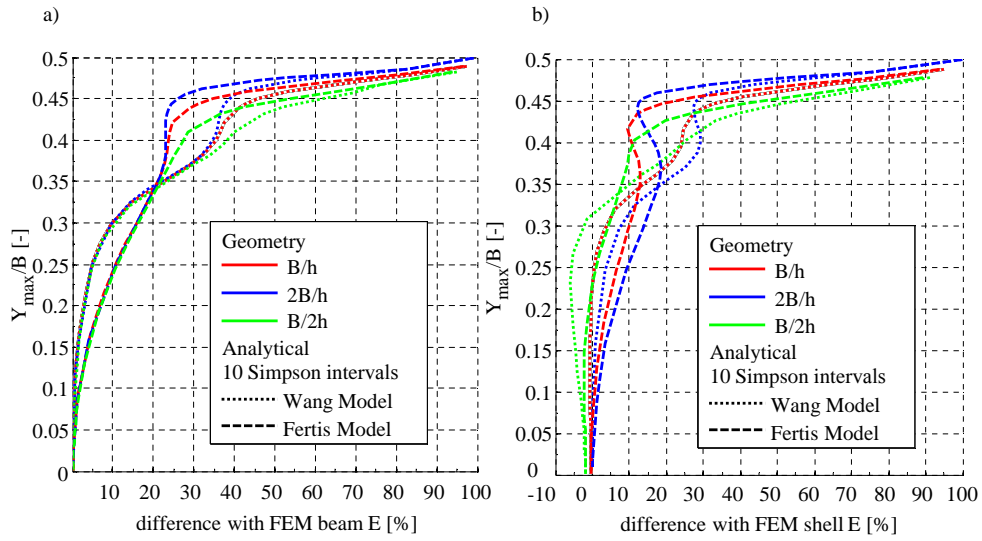 a)
0.5
0.45
0.4
0.35
0.3
0.25
0.2
0.15
0.1
0.05
0
Y_max/B [-]
Geometry
B/h
2B/h
B/2h
Analytical
10 Simpson intervals
Wang Model
Fertis Model
10 20 30 40 50 60 70 80 90 100
difference with FEM beam E [%]
b)
0.5
0.45
0.4
0.35
0.3
0.25
0.2
0.15
0.1
0.05
0
Y_max/B [-]
Geometry
B/h
2B/h
B/2h
Analytical
10 Simpson intervals
Wang Model
Fertis Model
-10 0 10 20 30 40 50 60 70 80 90 100
difference with FEM shell E [%]